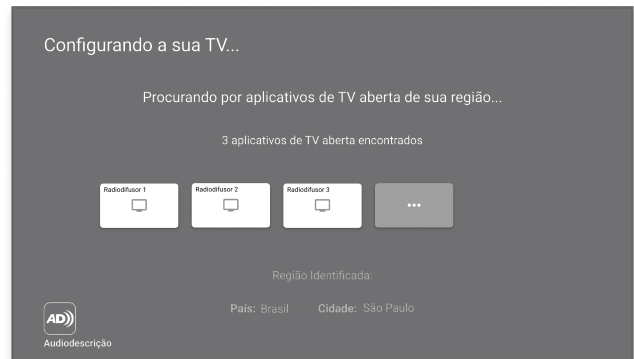 Configurando a sua TV...
Procurando por aplicativos de TV aberta de sua região...
3 aplicativos de TV aberta encontrados
Radiodifusor 1 Radiodifusor 2 Radiodifusor 3
...
Região Identificada:
País: Brasil Cidade: São Paulo
AD))
Audiodescrição